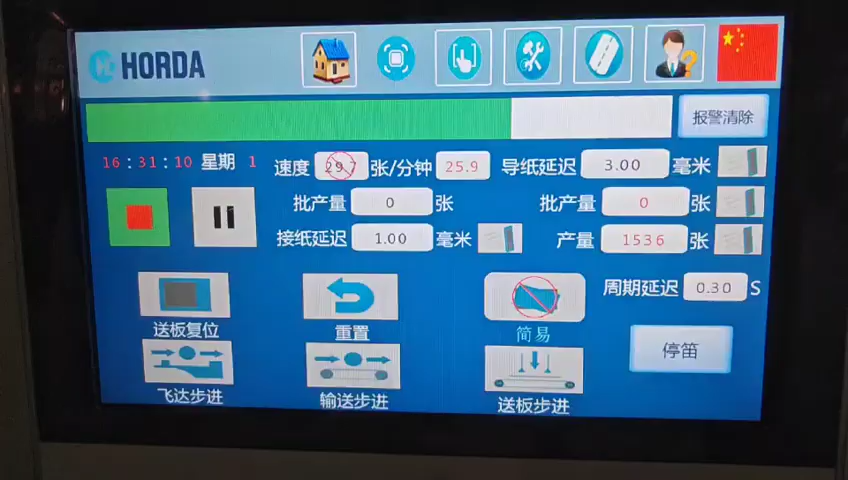 HORDA
报警清除
16:31:10 星期 1
速度 29.7 张/分钟 25.9 导纸延迟 3.00 毫米
批产量 0 张 批产量 0 张
接纸延迟 1.00 毫米 产量 1536 张
周期延迟 0.30 S
送板复位 重置 简易 停笛
飞达步进 输送步进 送板步进